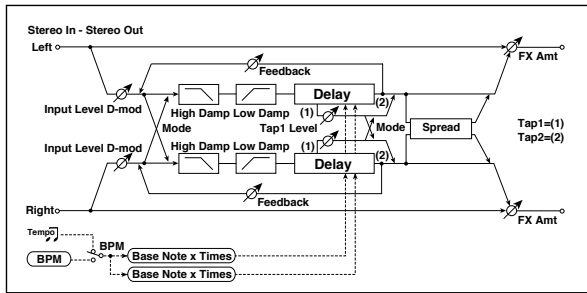 Stereo In - Stereo Out
Left
FX Amt
Feedback
Input Level D-mod
High Damp Low Damp
Delay
(1)
(2)
Mode
Tap1 Level
Mode
Spread
Tap1=(1)
Tap2=(2)
Input Level D-mod
High Damp Low Damp
(1)
Delay
(2)
Feedback
Right
FX Amt
Tempo
BPM
BPM
Base Note x Times
Base Note x Times